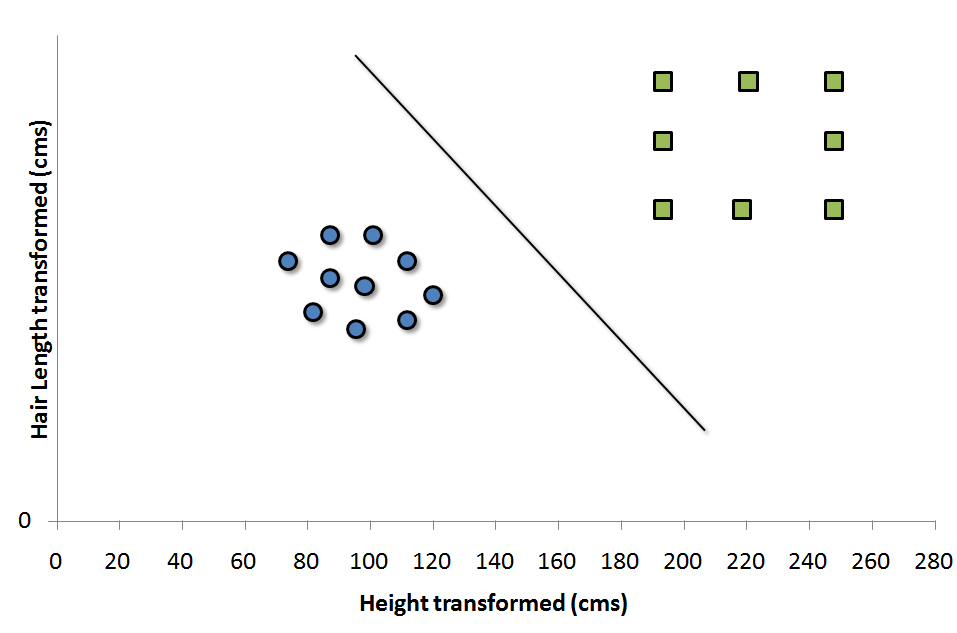 Hair Length transformed (cms)
0
0 20 40 60 80 100 120 140 160 180 200 220 240 260 280
Height transformed (cms)